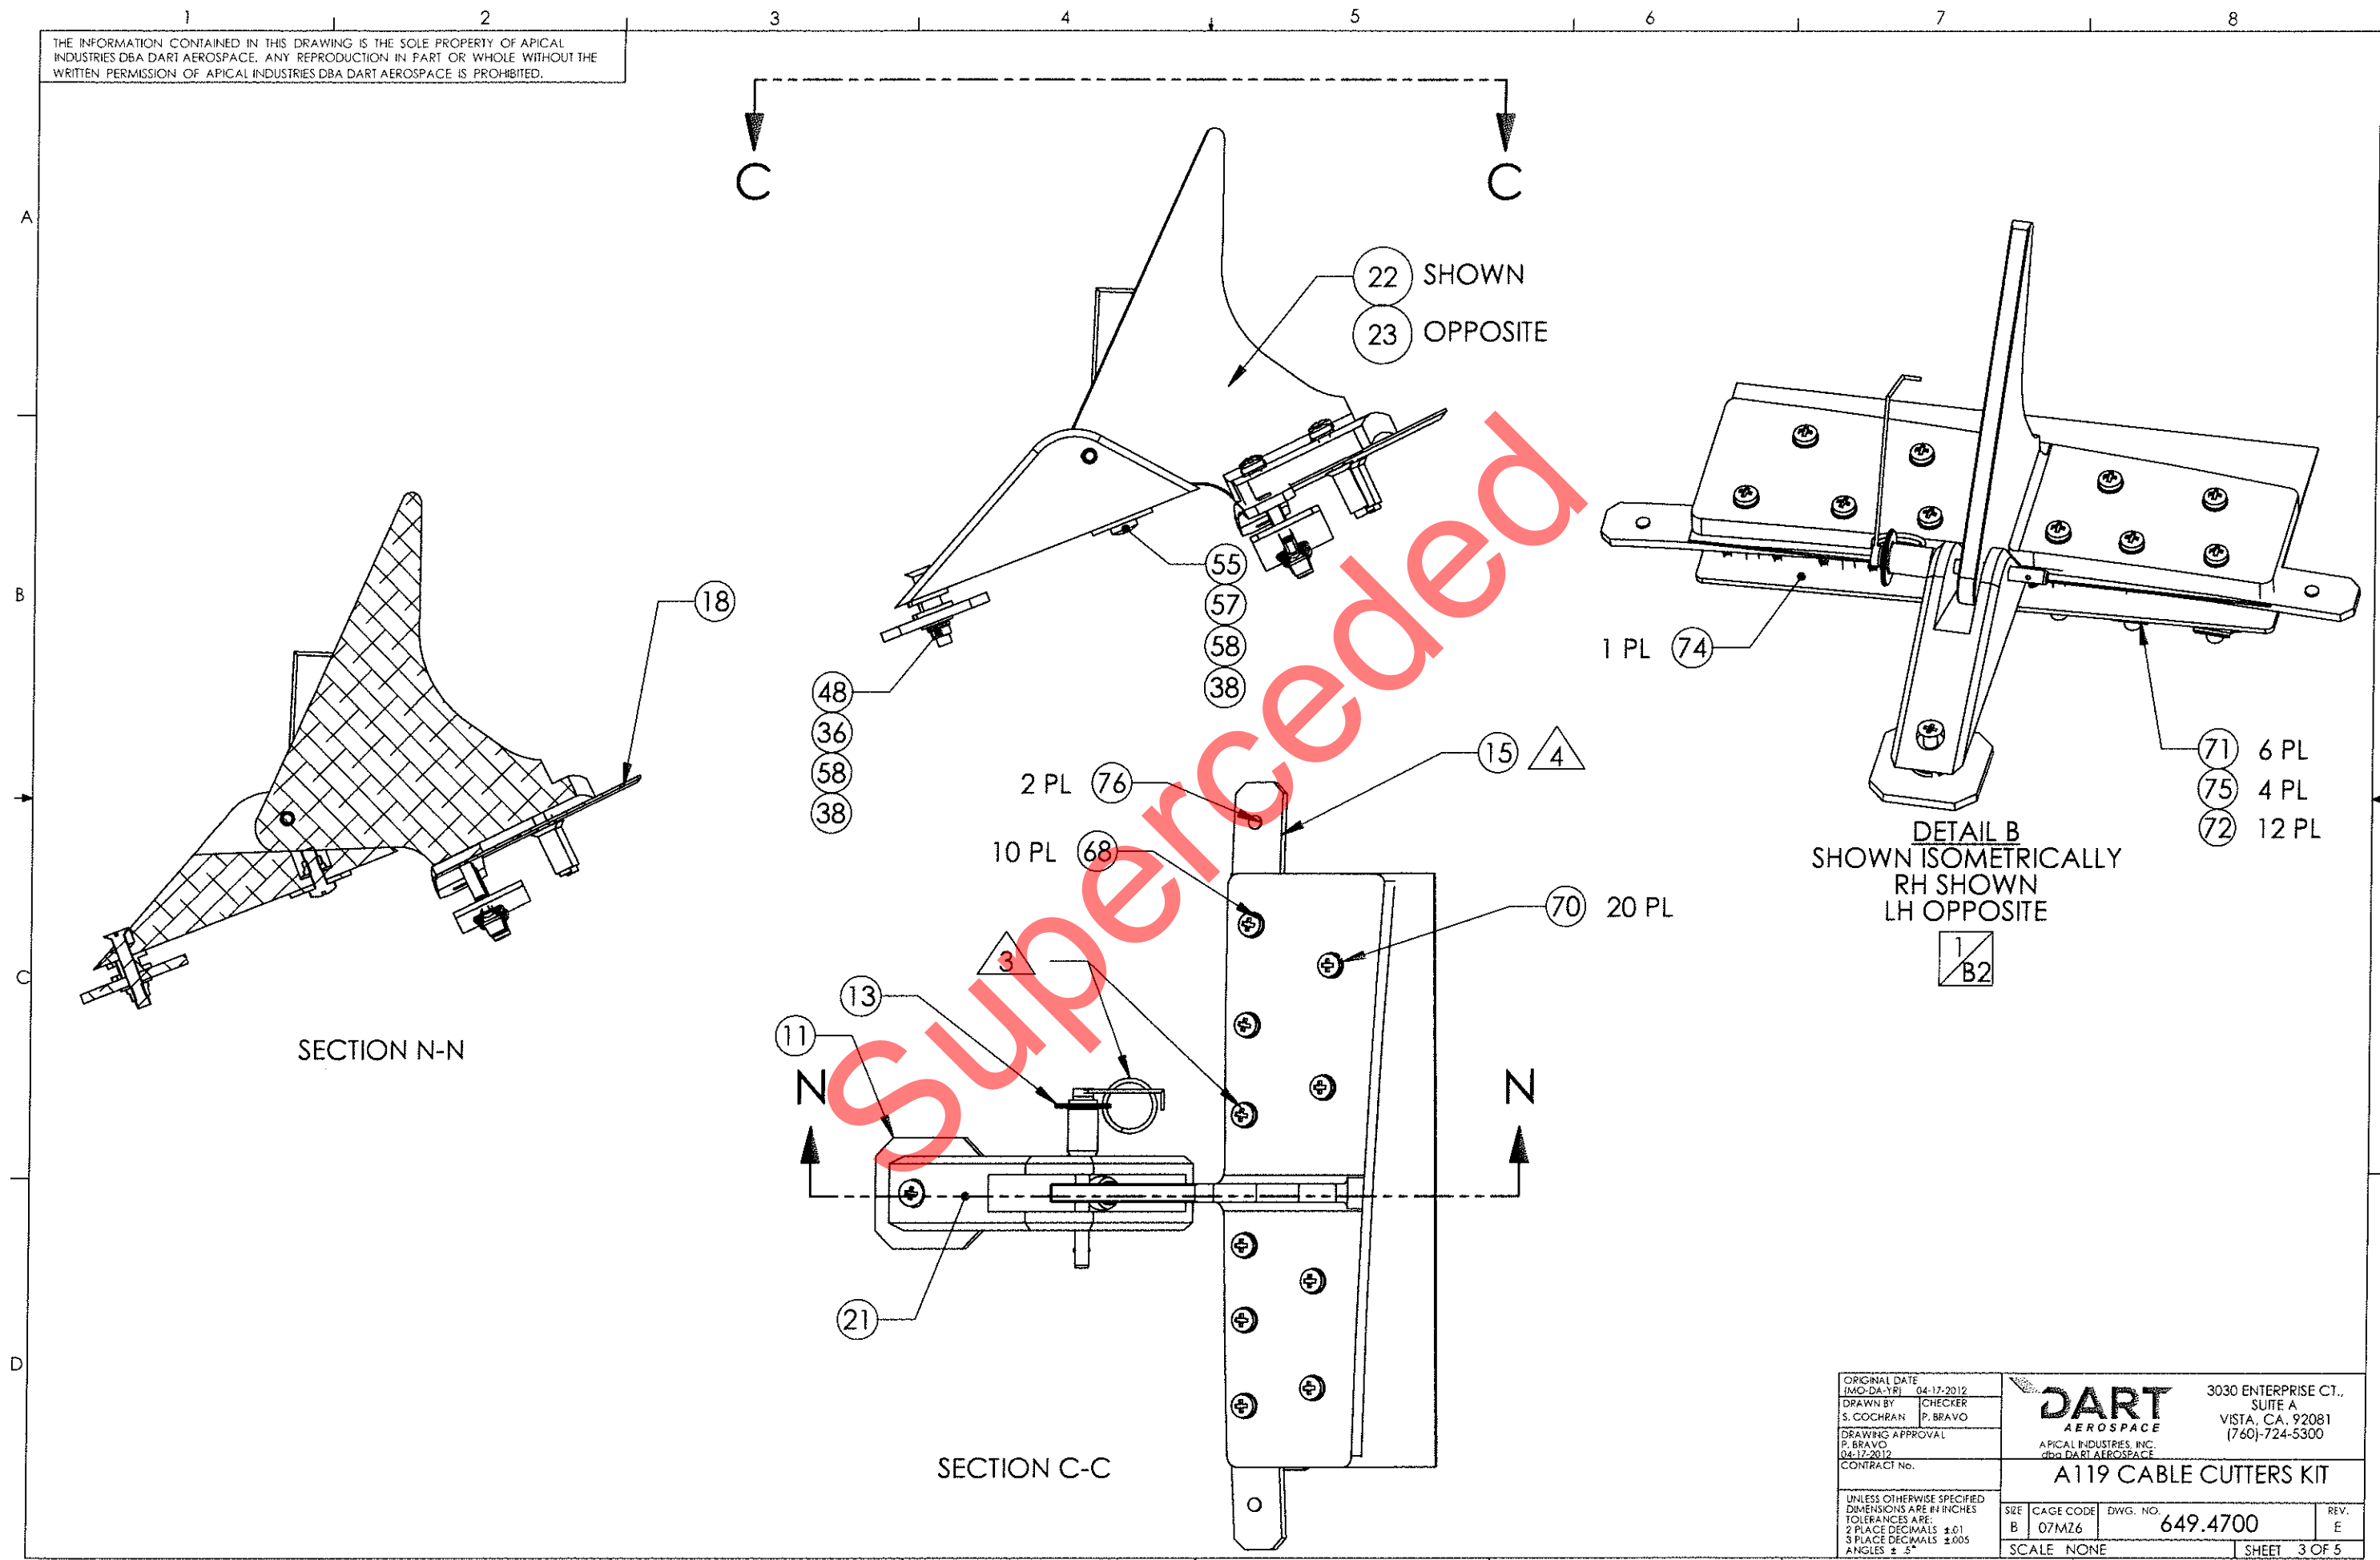 1 2 3 4 5 6 7 8
THE INFORMATION CONTAINED IN THIS DRAWING IS THE SOLE PROPERTY OF APICAL
INDUSTRIES DBA DART AEROSPACE. ANY REPRODUCTION IN PART OR WHOLE WITHOUT THE
WRITTEN PERMISSION OF APICAL INDUSTRIES DBA DART AEROSPACE IS PROHIBITED.
A
B
C
D
C C
22 SHOWN
23 OPPOSITE
18
55
57
58
38
48
36
58
38
1 PL 74
71 6 PL
75 4 PL
72 12 PL
DETAIL B
SHOWN ISOMETRICALLY
RH SHOWN
LH OPPOSITE
1
B2
15 4
2 PL 76
10 PL 68
70 20 PL
3
13
11
N N
21
SECTION N-N
SECTION C-C
Superceded
ORIGINAL DATE
(MO-DA-YR) 04-17-2012
DRAWN BY
S. COCHRAN
CHECKER
P. BRAVO
DRAWING APPROVAL
P. BRAVO
04-17-2012
CONTRACT No.
UNLESS OTHERWISE SPECIFIED
DIMENSIONS ARE IN INCHES
TOLERANCES ARE:
2 PLACE DECIMALS ±.01
3 PLACE DECIMALS ±.005
ANGLES ± .5°
DART
AEROSPACE
APICAL INDUSTRIES, INC.
dba DART AEROSPACE
3030 ENTERPRISE CT.,
SUITE A
VISTA, CA. 92081
(760)-724-5300
A119 CABLE CUTTERS KIT
SIZE
B
CAGE CODE
07MZ6
DWG. NO.
649.4700
REV.
E
SCALE NONE
SHEET 3 OF 5